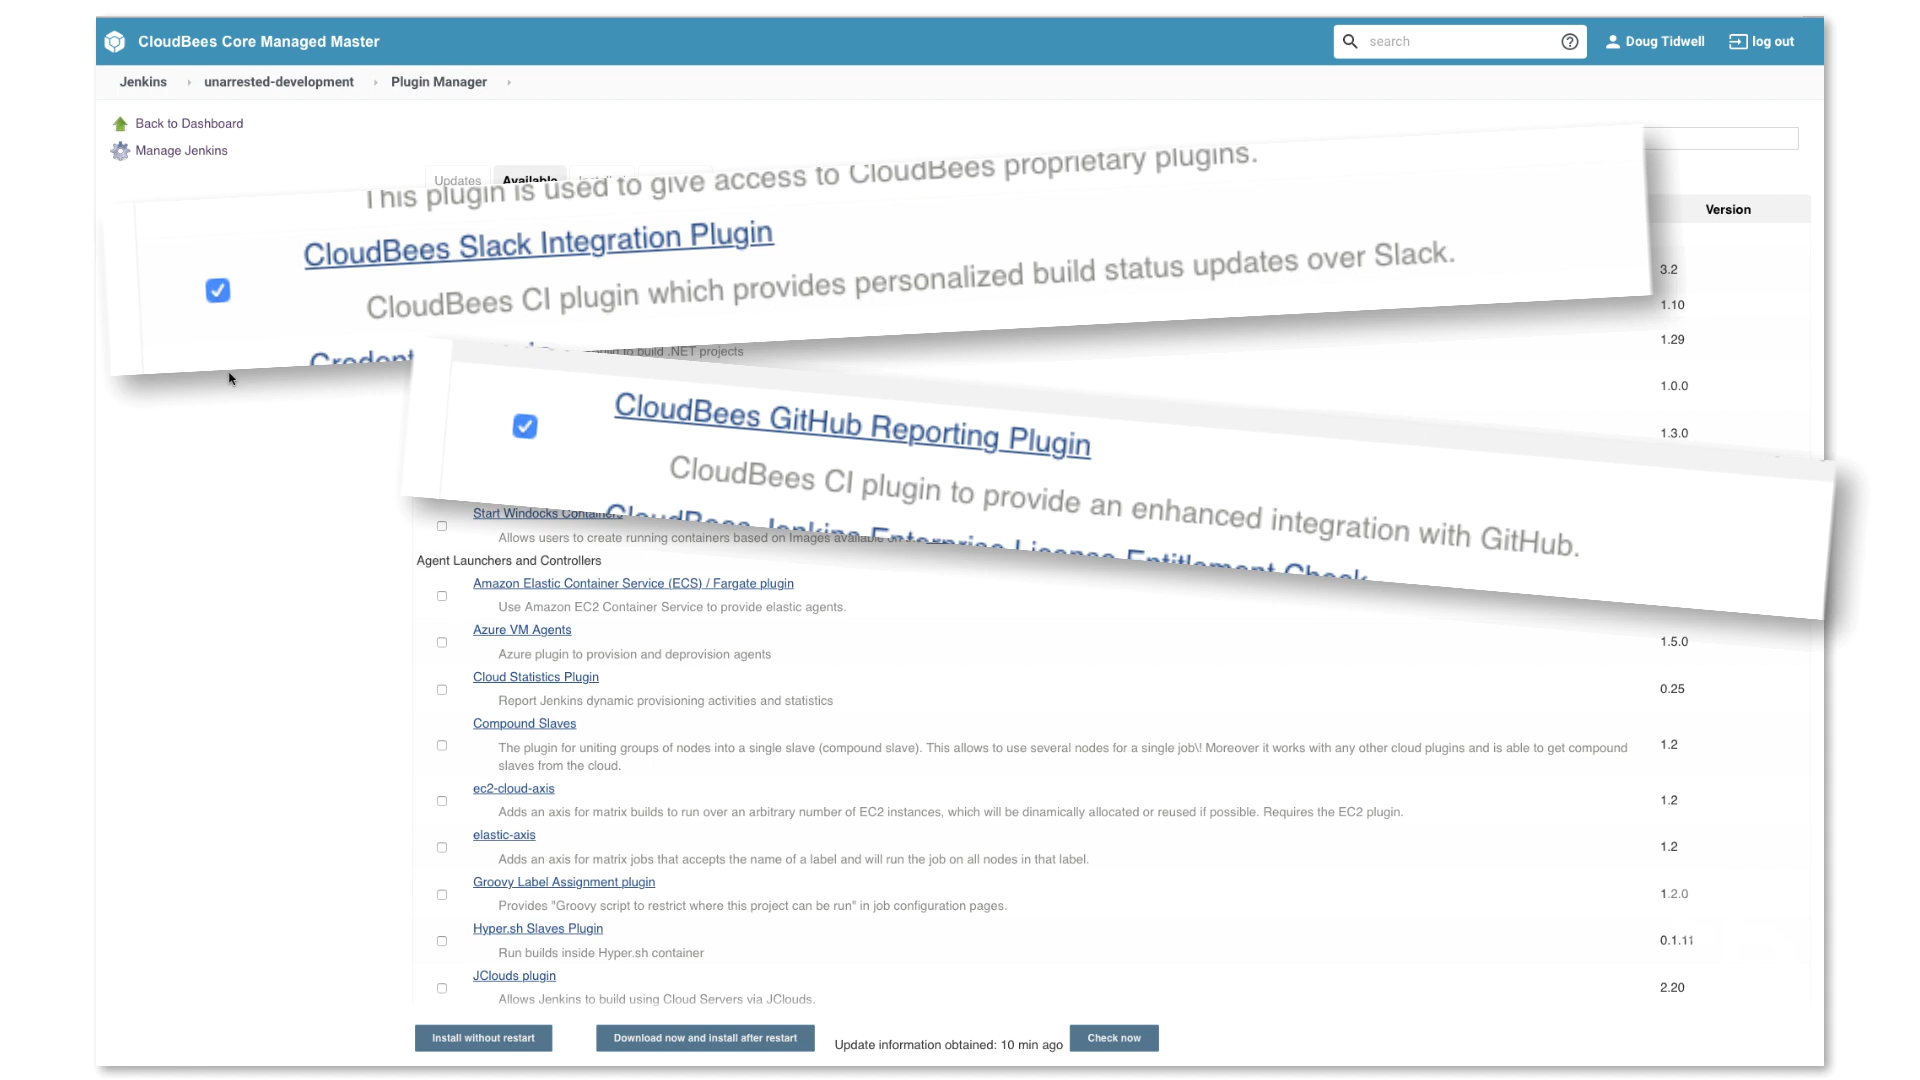 CloudBees Core Managed Master
search
Doug Tidwell
log out
Jenkins
unarrested-development
Plugin Manager
Back to Dashboard
Manage Jenkins
Updates
Available
Version
This plugin is used to give access to CloudBees proprietary plugins.
CloudBees Slack Integration Plugin
CloudBees CI plugin which provides personalized build status updates over Slack.
3.2
1.10
1.29
to build .NET projects
1.0.0
CloudBees GitHub Reporting Plugin
1.3.0
CloudBees CI plugin to provide an enhanced integration with GitHub.
CloudBees Jenkins Enterprise License Entitlement Check
Start Windocks Containers
Allows users to create running containers based on Images available
Agent Launchers and Controllers
Amazon Elastic Container Service (ECS) / Fargate plugin
Use Amazon EC2 Container Service to provide elastic agents.
Azure VM Agents
1.5.0
Azure plugin to provision and deprovision agents
Cloud Statistics Plugin
0.25
Report Jenkins dynamic provisioning activities and statistics
Compound Slaves
1.2
The plugin for uniting groups of nodes into a single slave (compound slave). This allows to use several nodes for a single job\! Moreover it works with any other cloud plugins and is able to get compound
slaves from the cloud.
ec2-cloud-axis
1.2
Adds an axis for matrix builds to run over an arbitrary number of EC2 instances, which will be dinamically allocated or reused if possible. Requires the EC2 plugin.
elastic-axis
1.2
Adds an axis for matrix jobs that accepts the name of a label and will run the job on all nodes in that label.
Groovy Label Assignment plugin
1.2.0
Provides "Groovy script to restrict where this project can be run" in job configuration pages.
Hyper.sh Slaves Plugin
0.1.11
Run builds inside Hyper.sh container
JClouds plugin
2.20
Allows Jenkins to build using Cloud Servers via JClouds.
Install without restart
Download now and install after restart
Update information obtained: 10 min ago
Check now